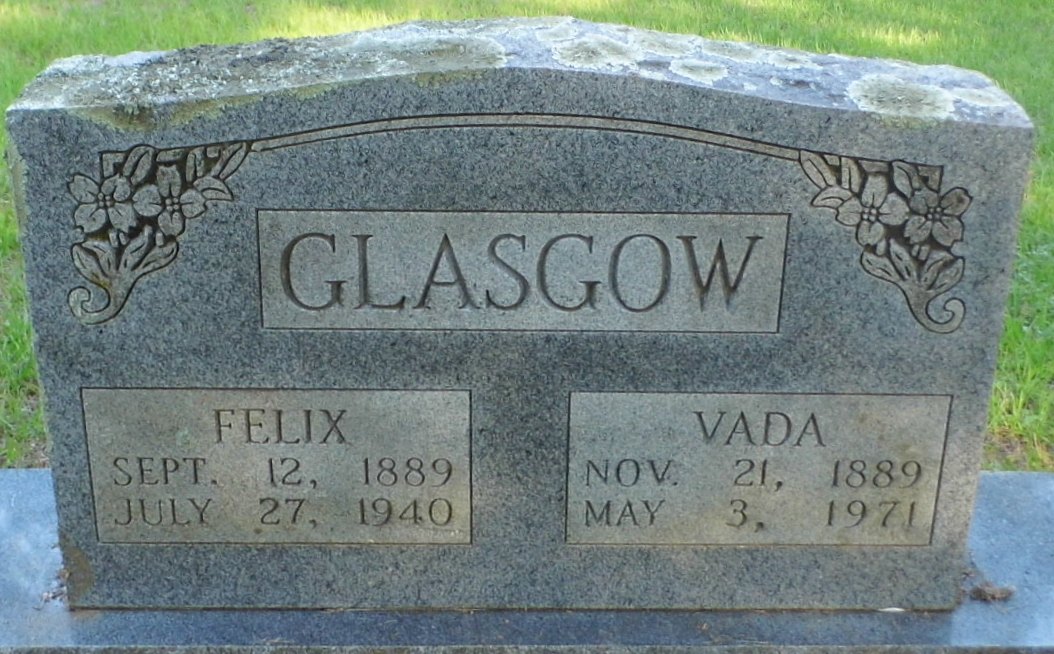 GLASGOW
FELIX
SEPT. 12, 1889
JULY 27, 1940
VADA
NOV. 21, 1889
MAY 3, 1971